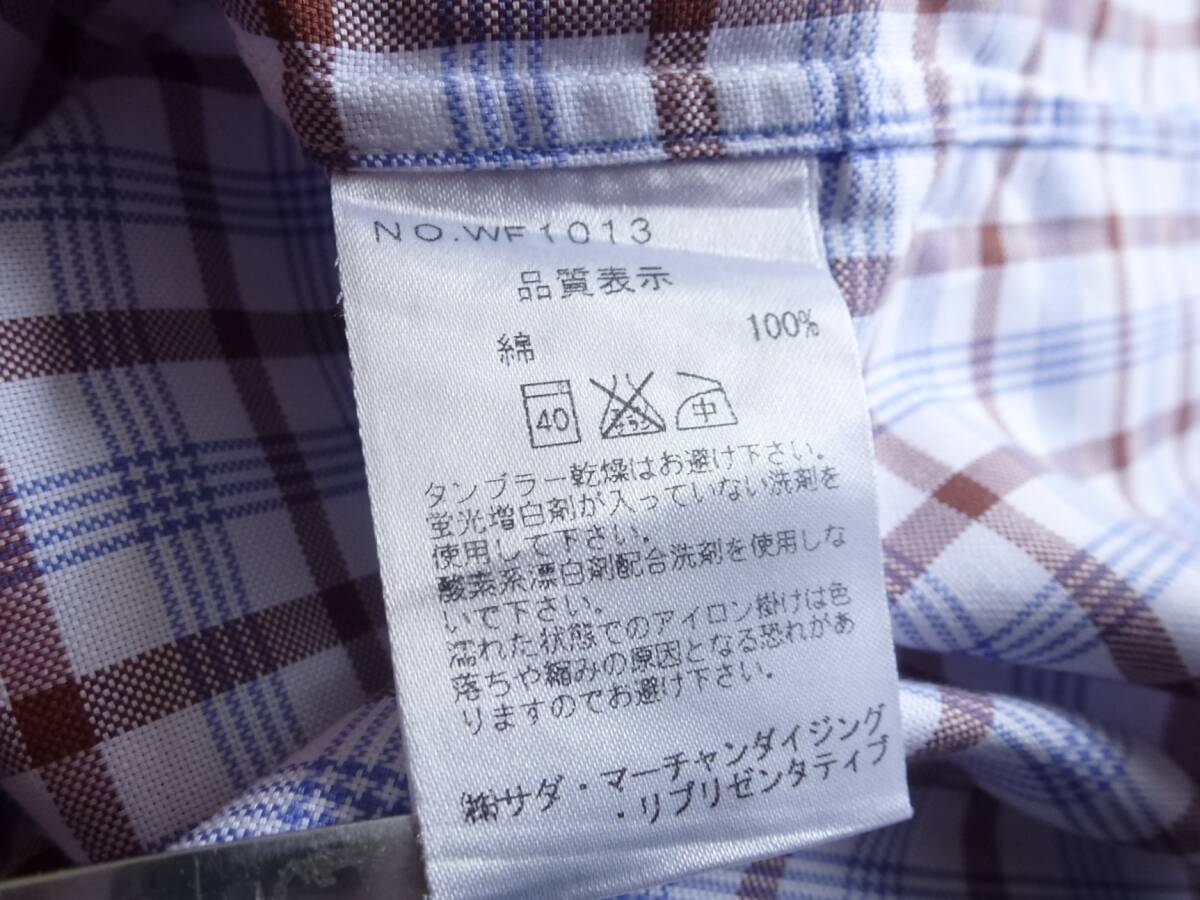 NO.WF1013
品質表示
綿 100%
40 エンソサラシ 中
タンブラー乾燥はお避け下さい。
蛍光増白剤が入っていない洗剤を
使用して下さい。
酸素系漂白剤配合洗剤を使用しな
いで下さい。
濡れた状態でのアイロン掛けは色
落ちや縮みの原因となる恐れがあ
りますのでお避け下さい。
㈱サダ・マーチャンダイジング
・リプリゼンタティブ